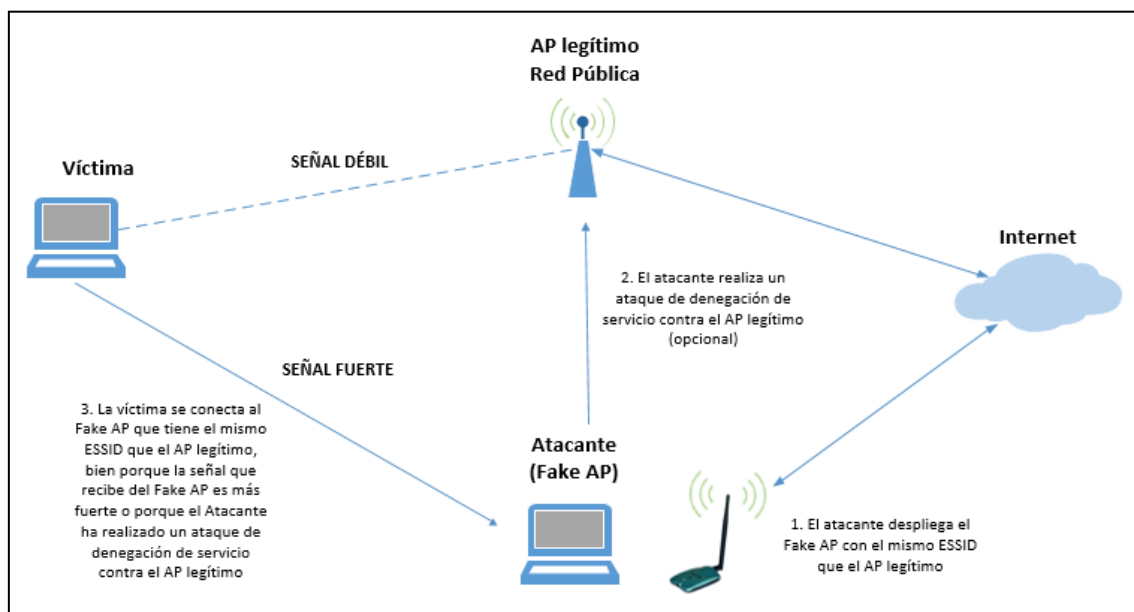 AP legítimo
Red Pública
Víctima
SEÑAL DÉBIL
Internet
2. El atacante realiza un
ataque de denegación de
servicio contra el AP legítimo
(opcional)
SEÑAL FUERTE
3. La víctima se conecta al
Fake AP que tiene el mismo
ESSID que el AP legítimo,
bien porque la señal que
recibe del Fake AP es más
fuerte o porque el Atacante
ha realizado un ataque de
denegación de servicio
contra el AP legítimo
Atacante
(Fake AP)
1. El atacante despliega el
Fake AP con el mismo ESSID
que el AP legítimo